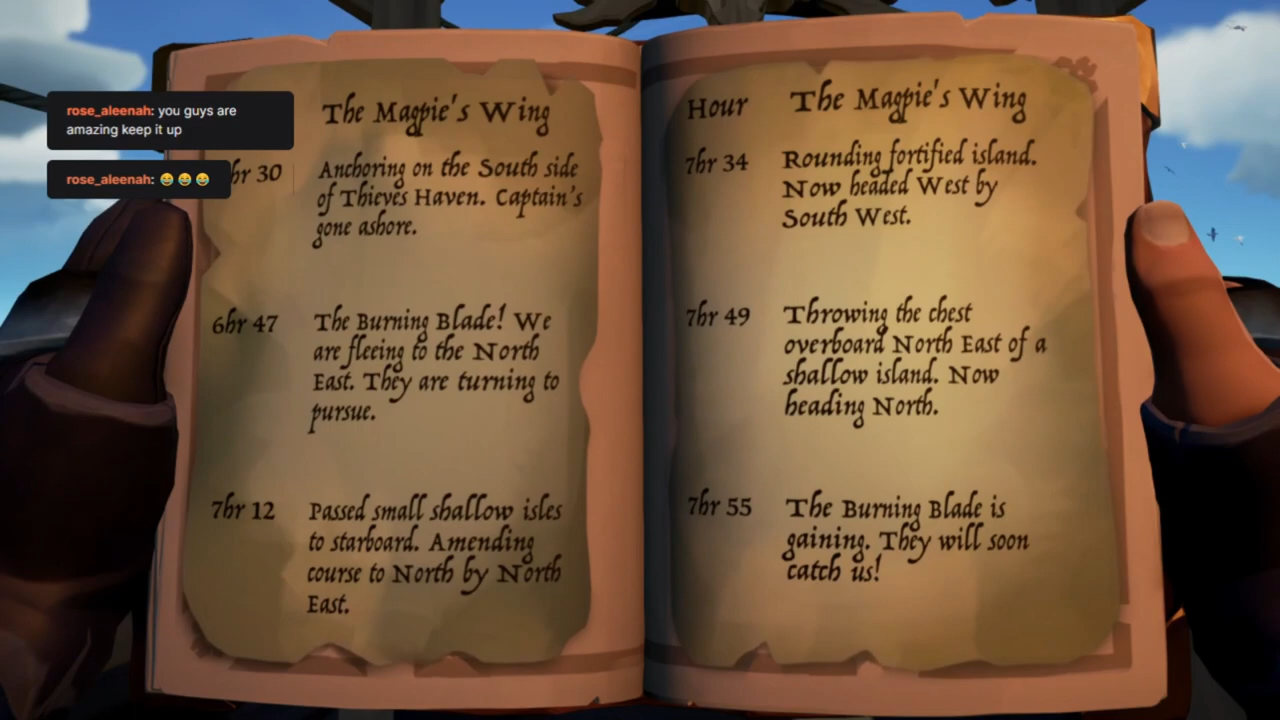 rose_aleenah: you guys are
amazing keep it up
rose_aleenah: 😂 😂 😂
The Magpie's Wing
hr 30
Anchoring on the South side
of Thieves Haven. Captain's
gone ashore.
6hr 47
The Burning Blade! We
are fleeing to the North
East. They are turning to
pursue.
7hr 12
Passed small shallow isles
to starboard. Amending
course to North by North
East.
Hour
The Magpie's Wing
7hr 34
Rounding fortified island.
Now headed West by
South West.
7hr 49
Throwing the chest
overboard North East of a
shallow island. Now
heading North.
7hr 55
The Burning Blade is
gaining. They will soon
catch us!